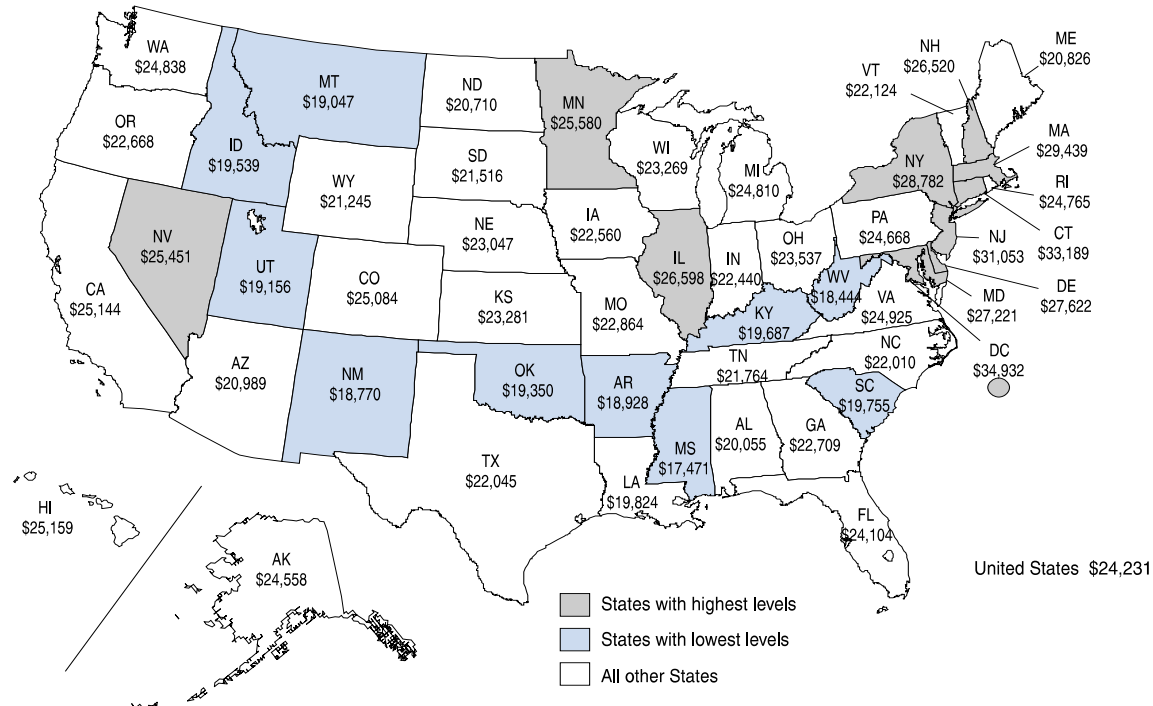 WA
$24,838
OR
$22,668
CA
$25,144
NV
$25,451
ID
$19,539
MT
$19,047
WY
$21,245
UT
$19,156
AZ
$20,989
CO
$25,084
NM
$18,770
ND
$20,710
SD
$21,516
NE
$23,047
KS
$23,281
OK
$19,350
TX
$22,045
MN
$25,580
IA
$22,560
MO
$22,864
AR
$18,928
LA
$19,824
WI
$23,269
IL
$26,598
MI
$24,810
IN
$22,440
OH
$23,537
KY
$19,687
TN
$21,764
MS
$17,471
AL
$20,055
GA
$22,709
FL
$24,104
SC
$19,755
NC
$22,010
VA
$24,925
WV
$18,444
PA
$24,668
NY
$28,782
VT
$22,124
NH
$26,520
ME
$20,826
MA
$29,439
RI
$24,765
CT
$33,189
NJ
$31,053
DE
$27,622
MD
$27,221
DC
$34,932
HI
$25,159
AK
$24,558
United States $24,231
States with highest levels
States with lowest levels
All other States